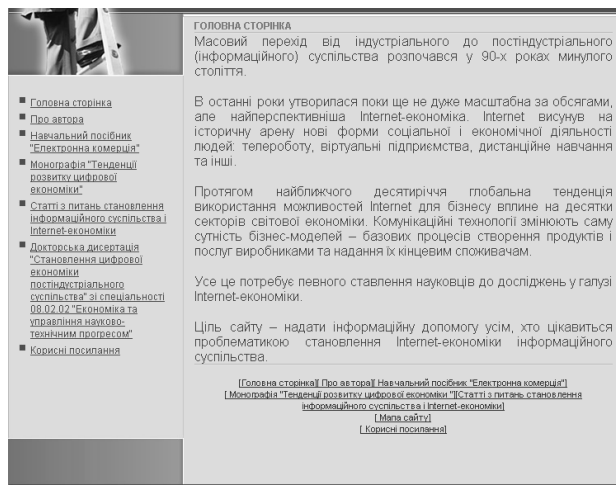 ГОЛОВНА СТОРІНКА
Масовий перехід від індустріального до постіндустріального
(інформаційного) суспільства розпочався у 90-х роках минулого
століття.
В останні роки утворилася поки ще не дуже масштабна за обсягами,
але найперспективніша Internet-економіка. Internet висунув на
історичну арену нові форми соціальної і економічної діяльності
людей: телероботу, віртуальні підприємства, дистанційне навчання
та інші.
Протягом найближчого десятиріччя глобальна тенденція
використання можливостей Internet для бізнесу вплине на десятки
секторів світової економіки. Комунікаційні технології змінюють саму
сутність бізнес-моделей – базових процесів створення продуктів і
послуг виробниками та надання їх кінцевим споживачам.
Усе це потребує певного ставлення науковців до досліджень у галузі
Internet-економіки.
Ціль сайту – надати інформаційну допомогу усім, хто цікавиться
проблематикою становлення Internet-економіки інформаційного
суспільства.
Головна сторінка
Про автора
Навчальний посібник
"Електронна комерція"
Монографія "Тенденції
розвитку цифрової
економіки"
Статті з питань становлення
інформаційного суспільства і
Internet-економіки
Докторська дисертація
"Становлення цифрової
економіки
постіндустріального
суспільства" зі спеціальності
08.02.02 "Економіка та
управління науково-
технічним прогресом"
Корисні посилання
[Головна сторінка][ Про автора][ Навчальний посібник "Електронна комерція"]
[ Монографія "Тенденції розвитку цифрової економіки "][Статті з питань становлення
інформаційного суспільства і Internet-економіки]
[ Мапа сайту]
[ Корисні посилання]